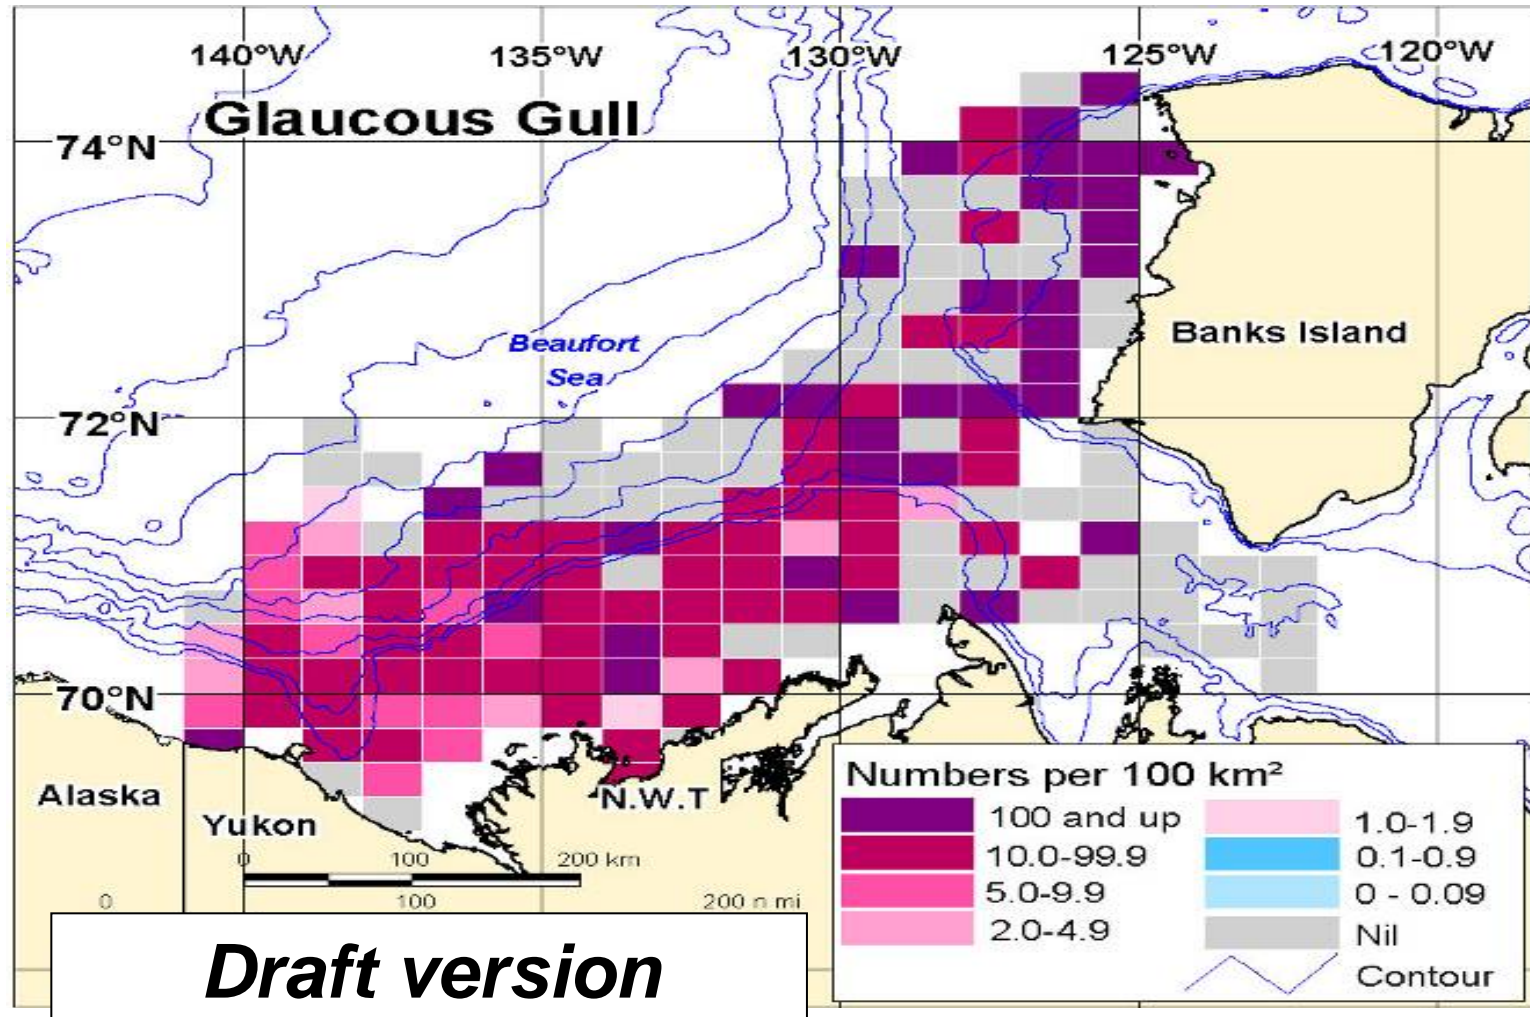 140°W 135°W 130°W 125°W 120°W
Glaucous Gull
74°N
Beaufort
Sea
Banks Island
72°N
70°N
Alaska
Yukon
N.W.T
0 100 200 km
0 100 200 n mi
Numbers per 100 km²
100 and up
10.0-99.9
5.0-9.9
2.0-4.9
1.0-1.9
0.1-0.9
0 - 0.09
Nil
Contour
Draft version